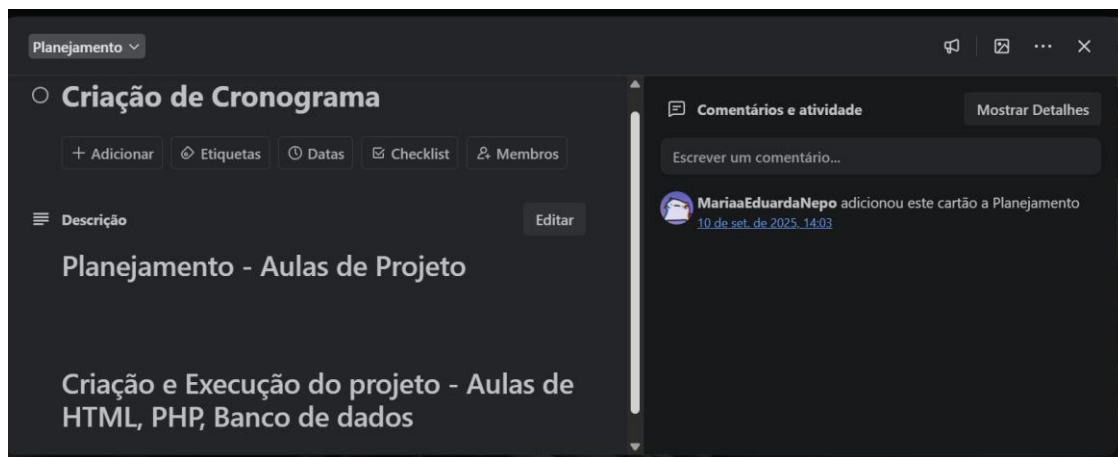 Planejamento
Criação de Cronograma
+ Adicionar
Etiquetas
Datas
Checklist
Membros
Descrição
Editar
Planejamento - Aulas de Projeto
Criação e Execução do projeto - Aulas de
HTML, PHP, Banco de dados
Comentários e atividade
Mostrar Detalhes
Escrever um comentário...
MariaaEduardaNepo adicionou este cartão a Planejamento
10 de set. de 2025, 14:03